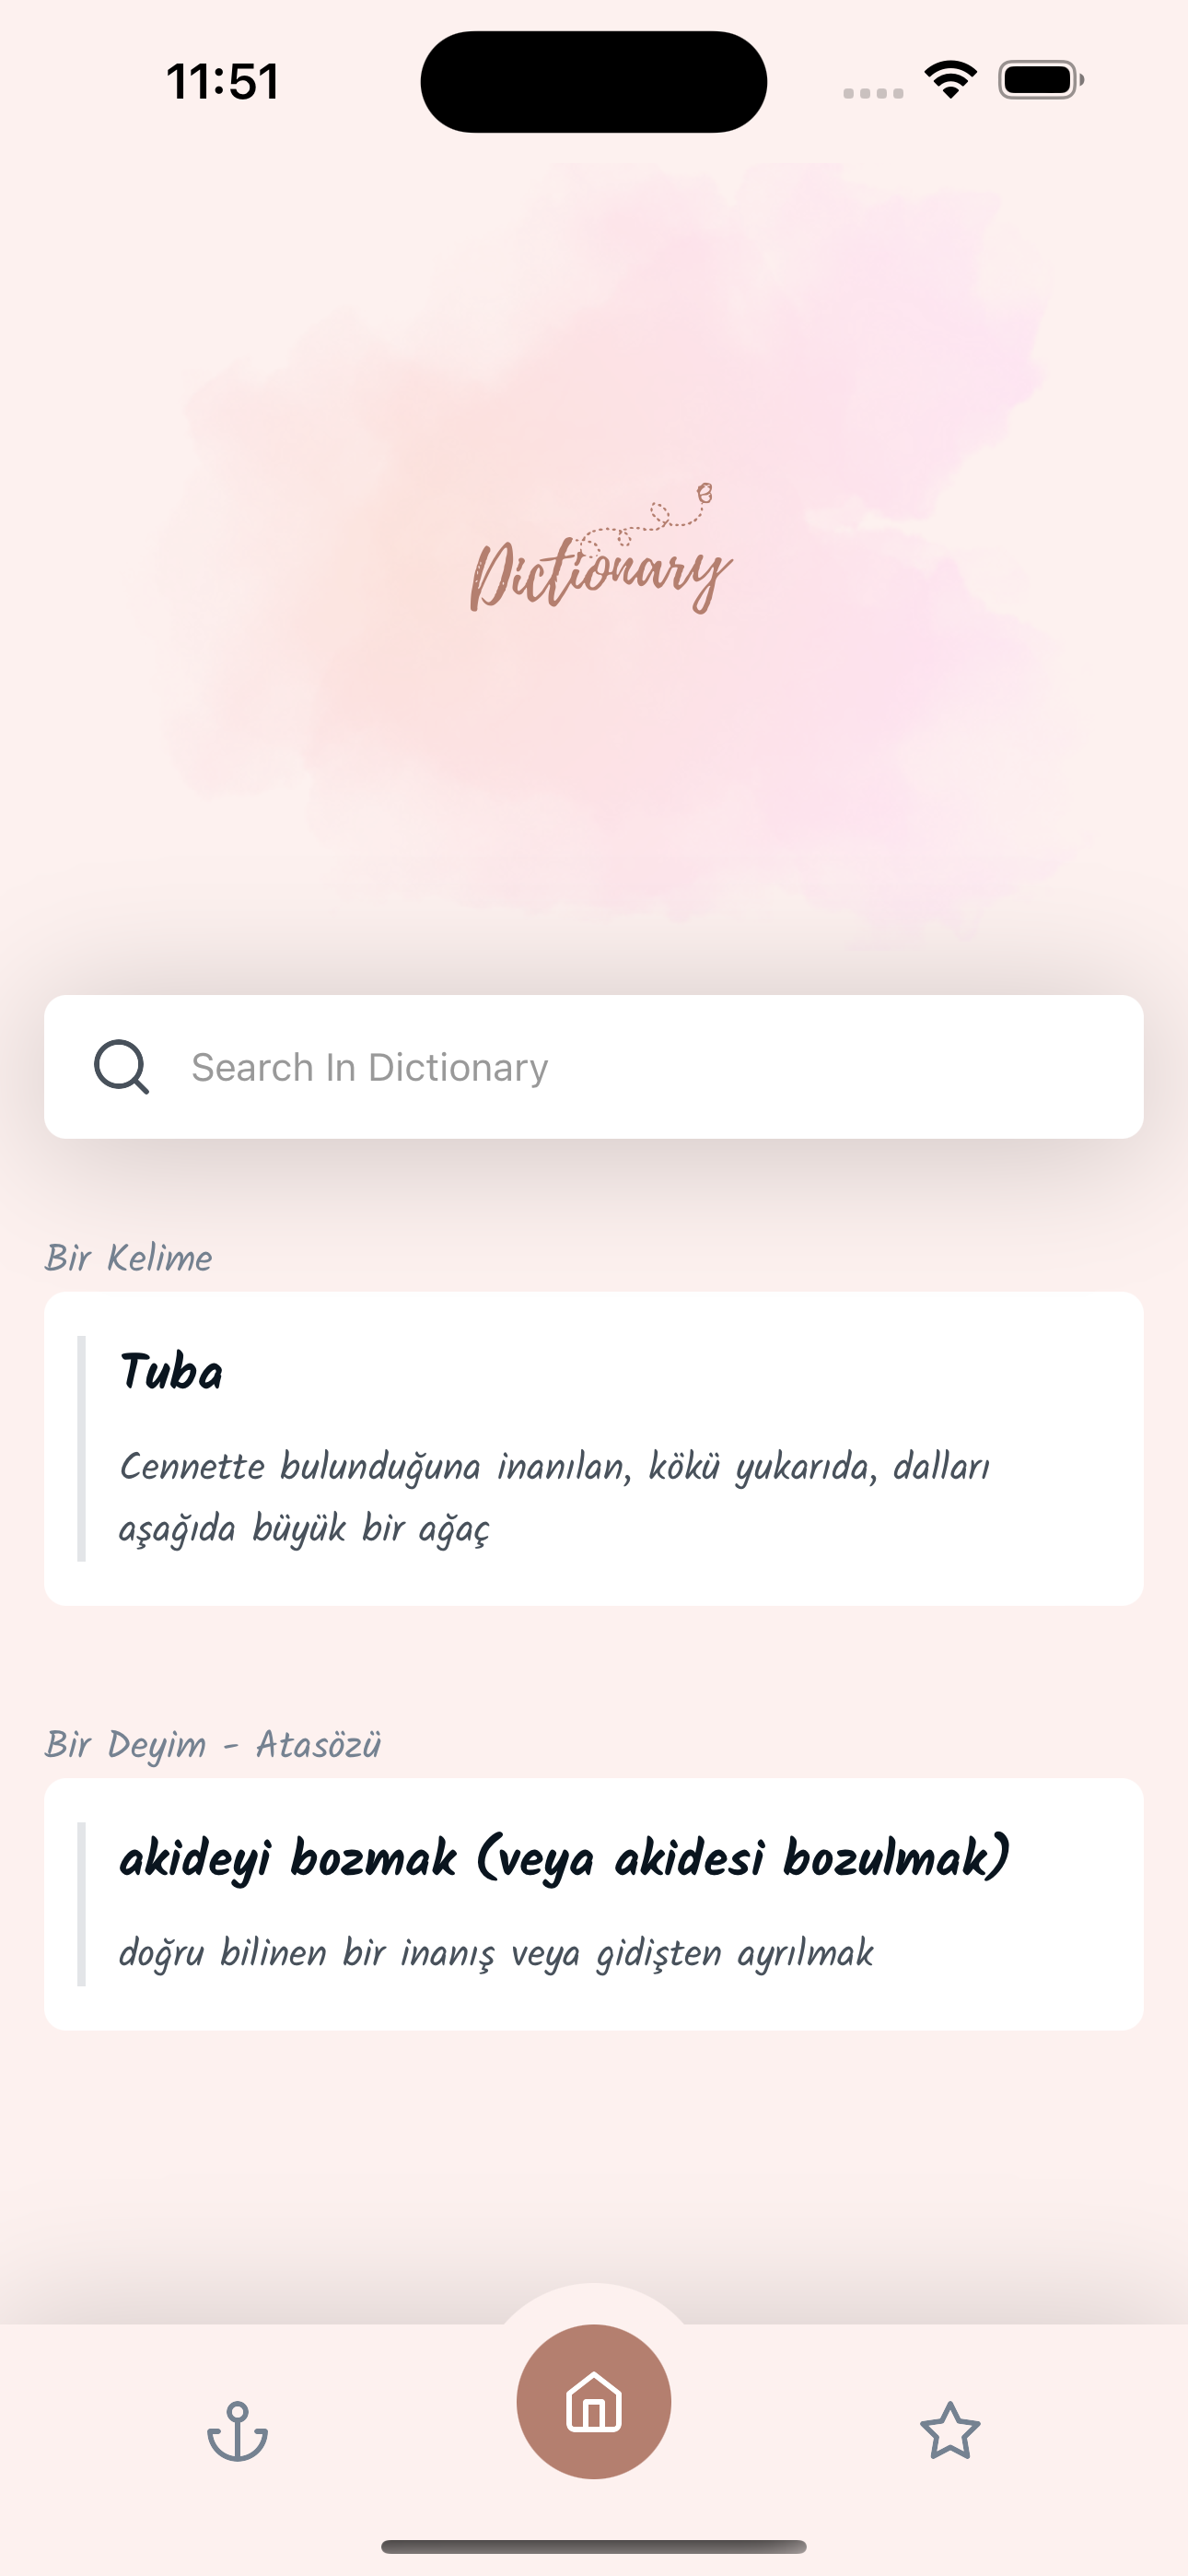 11:51
Dictionary
Search In Dictionary
Bir Kelime
Tuba
Cennette bulunduğuna inanılan, kökü yukarıda, dalları
aşağıda büyük bir ağaç
Bir Deyim - Atasözü
akideyi bozmak (veya akidesi bozulmak)
doğru bilinen bir inanış veya gidişten ayrılmak